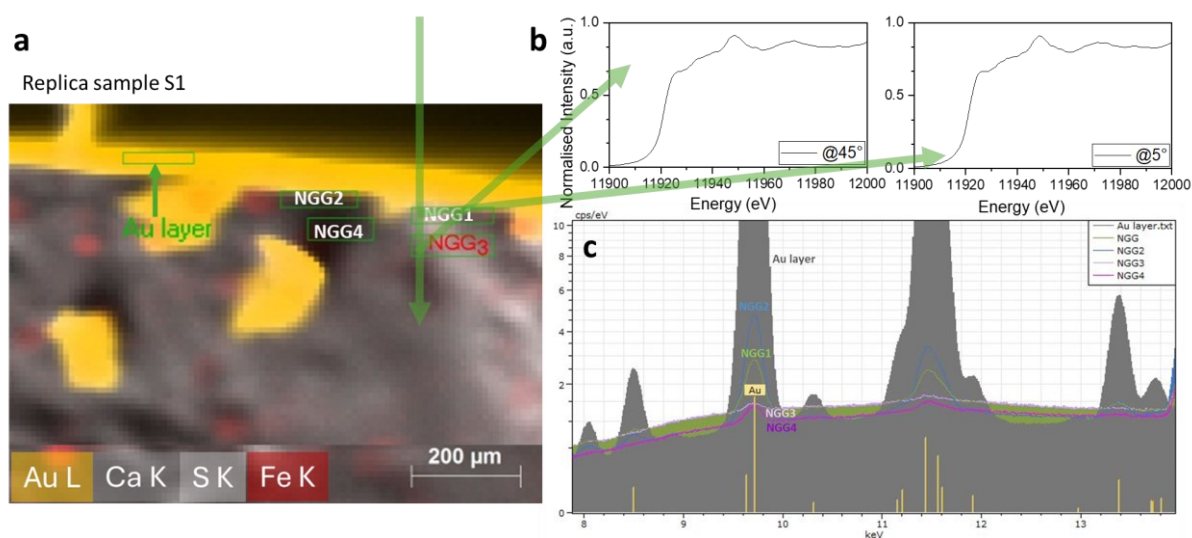 a
Replica sample S1
Au layer
NGG2
NGG4
NGG1
NGG3
Au L
Ca K
S K
Fe K
200 µm
b
Normalised Intensity (a.u.)
1.0
0.5
0.0
11900
11920
11940
11960
11980
12000
Energy (eV)
@45°
1.0
0.5
0.0
11900
11920
11940
11960
11980
12000
Energy (eV)
@5°
c
cps/eV
10
8
6
4
2
0
8
9
10
11
12
13
keV
Au layer
NGG2
NGG1
Au
NGG3
NGG4
Au layer.txt
NGG
NGG2
NGG3
NGG4